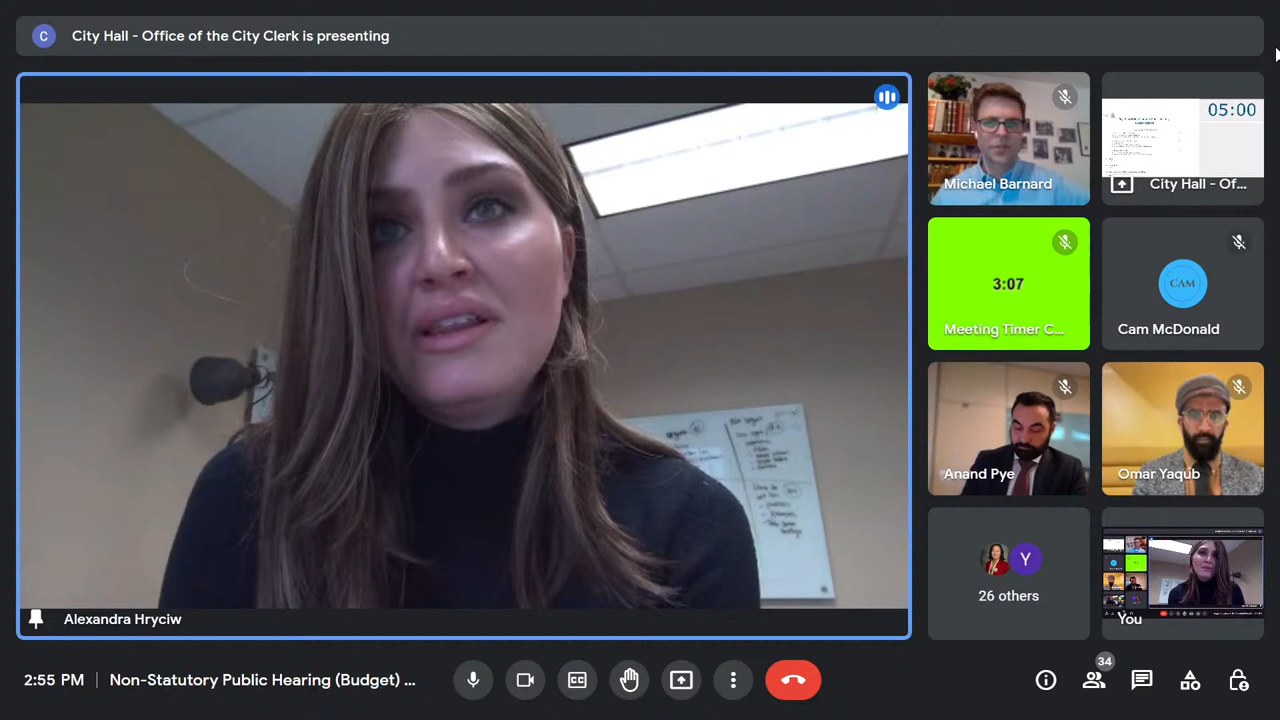 C
City Hall - Office of the City Clerk is presenting
Michael Barnard
05:00
City Hall - Of...
3:07
Meeting Timer C...
CAM
Cam McDonald
Anand Pye
Omar Yaqub
Y
26 others
You
Alexandra Hryciw
2:55 PM | Non-Statutory Public Hearing (Budget) ...
34